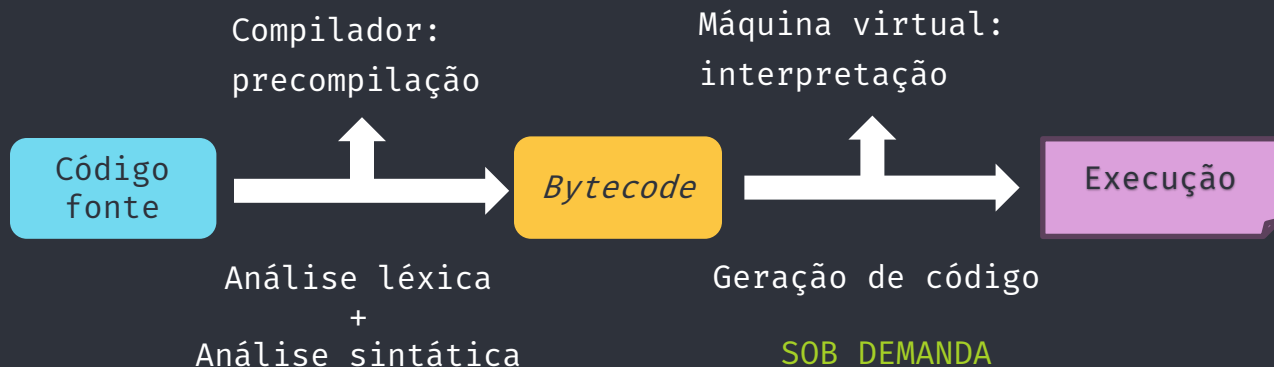 Compilador:
precompilação
Máquina virtual:
interpretação
Código
fonte
Bytecode
Execução
Análise léxica
+
Análise sintática
Geração de código
SOB DEMANDA